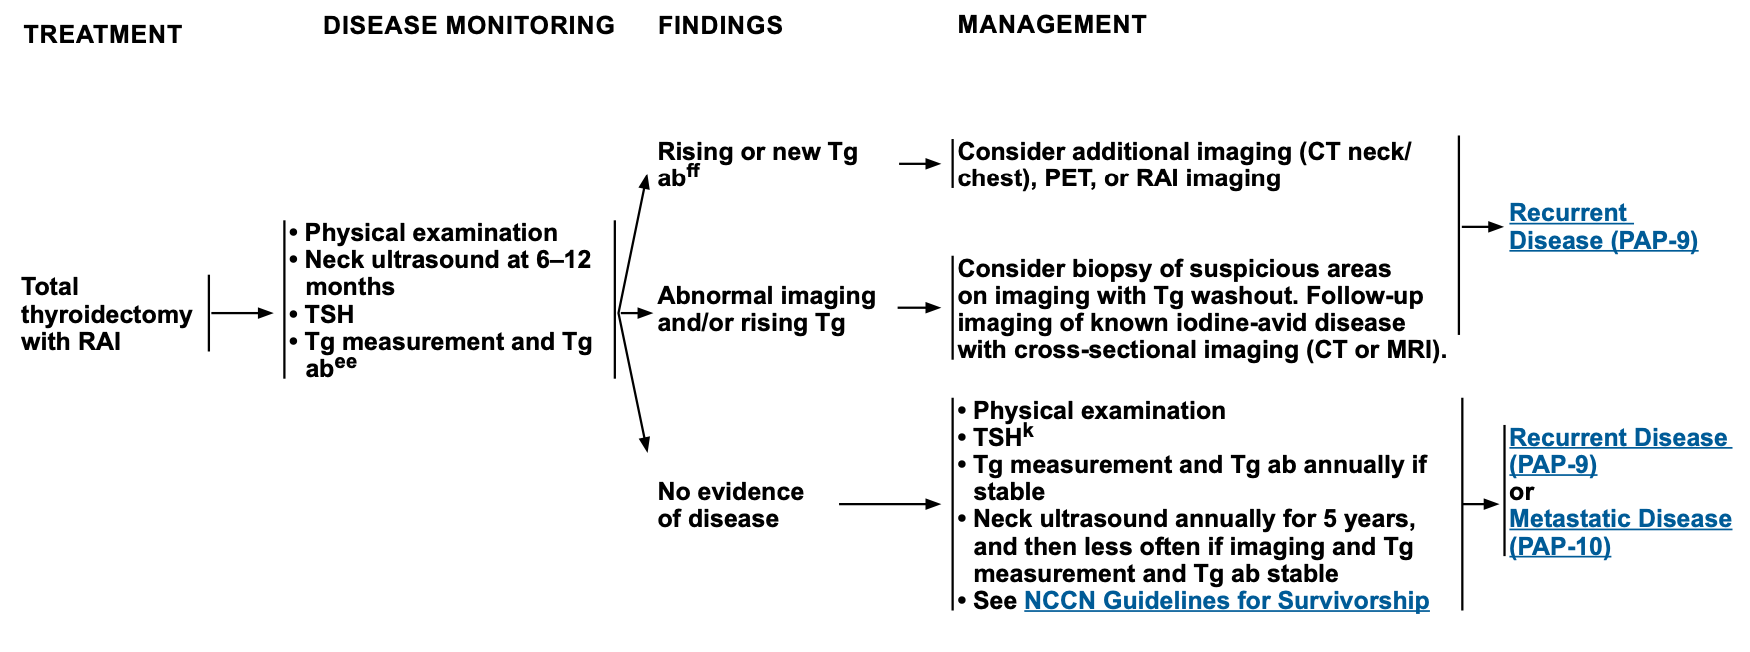 TREATMENT
DISEASE MONITORING
FINDINGS
MANAGEMENT
Total
thyroidectomy
with RAI
• Physical examination
• Neck ultrasound at 6–12
months
• TSH
• Tg measurement and Tg
abee
Rising or new Tg
abff
Consider additional imaging (CT neck/
chest), PET, or RAI imaging
Abnormal imaging
and/or rising Tg
Consider biopsy of suspicious areas
on imaging with Tg washout. Follow-up
imaging of known iodine-avid disease
with cross-sectional imaging (CT or MRI).
Recurrent
Disease (PAP-9)
No evidence
of disease
• Physical examination
• TSHk
• Tg measurement and Tg ab annually if
stable
• Neck ultrasound annually for 5 years,
and then less often if imaging and Tg
measurement and Tg ab stable
• See NCCN Guidelines for Survivorship
Recurrent Disease
(PAP-9)
or
Metastatic Disease
(PAP-10)